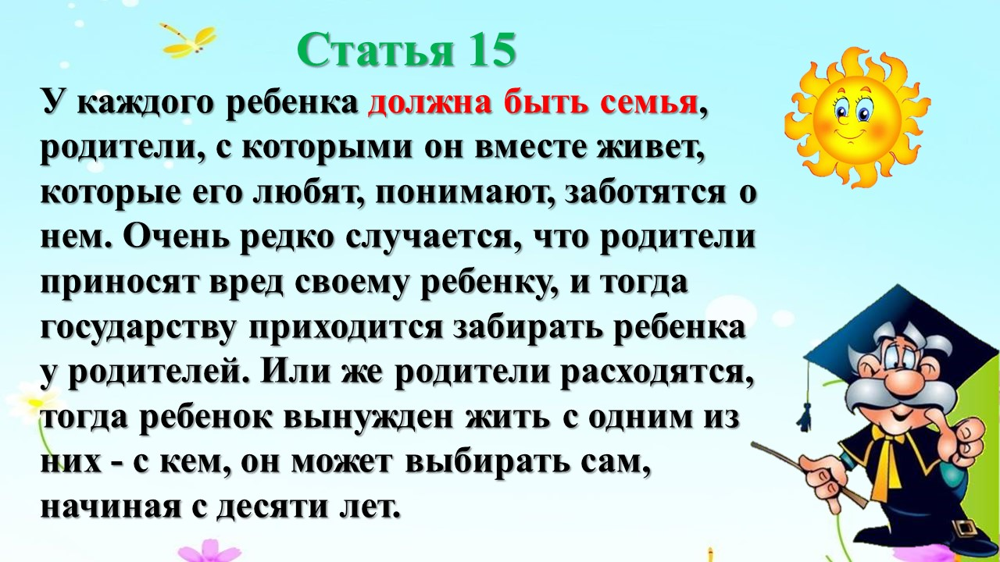 Статья 15
У каждого ребенка должна быть семья,
родители, с которыми он вместе живет,
которые его любят, понимают, заботятся о
нем. Очень редко случается, что родители
приносят вред своему ребенку, и тогда
государству приходится забирать ребенка
у родителей. Или же родители расходятся,
тогда ребенок вынужден жить с одним из
них - с кем, он может выбирать сам,
начиная с десяти лет.